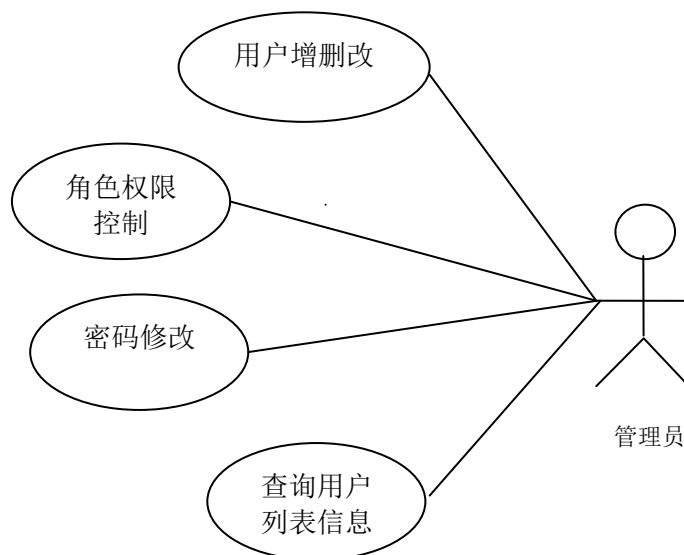 用户增删改
角色权限
控制
密码修改
管理员
查询用户
列表信息